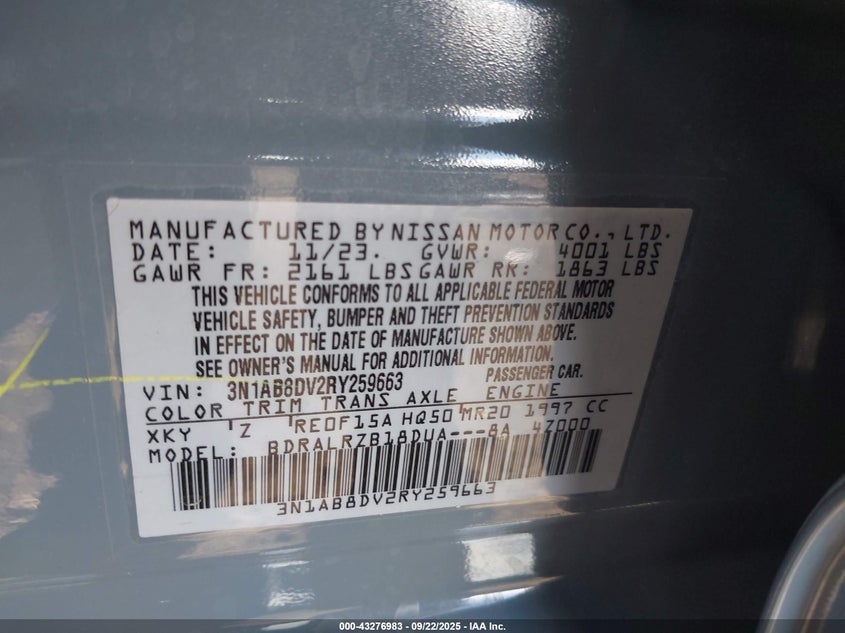 MANUFACTURED BY NISSAN MOTOR CO., LTD.
DATE: 11/23. GVWR: 4001 LBS
GAWR FR: 2161 LBS GAWR RR: 1863 LBS
THIS VEHICLE CONFORMS TO ALL APPLICABLE FEDERAL MOTOR
VEHICLE SAFETY, BUMPER AND THEFT PREVENTION STANDARDS
IN EFFECT ON THE DATE OF MANUFACTURE SHOWN ABOVE.
SEE OWNER'S MANUAL FOR ADDITIONAL INFORMATION.
VIN: 3N1AB8DV2RY259663 PASSENGER CAR.
COLOR TRIM TRANS AXLE ENGINE
XKY Z RE0F15A HQ50 MR20 1997 CC
MODEL: BDRALRZB18DUA---8A 4Z000
3N1AB8DV2RY259663
000-43276983 - 09/22/2025 - IAA Inc.